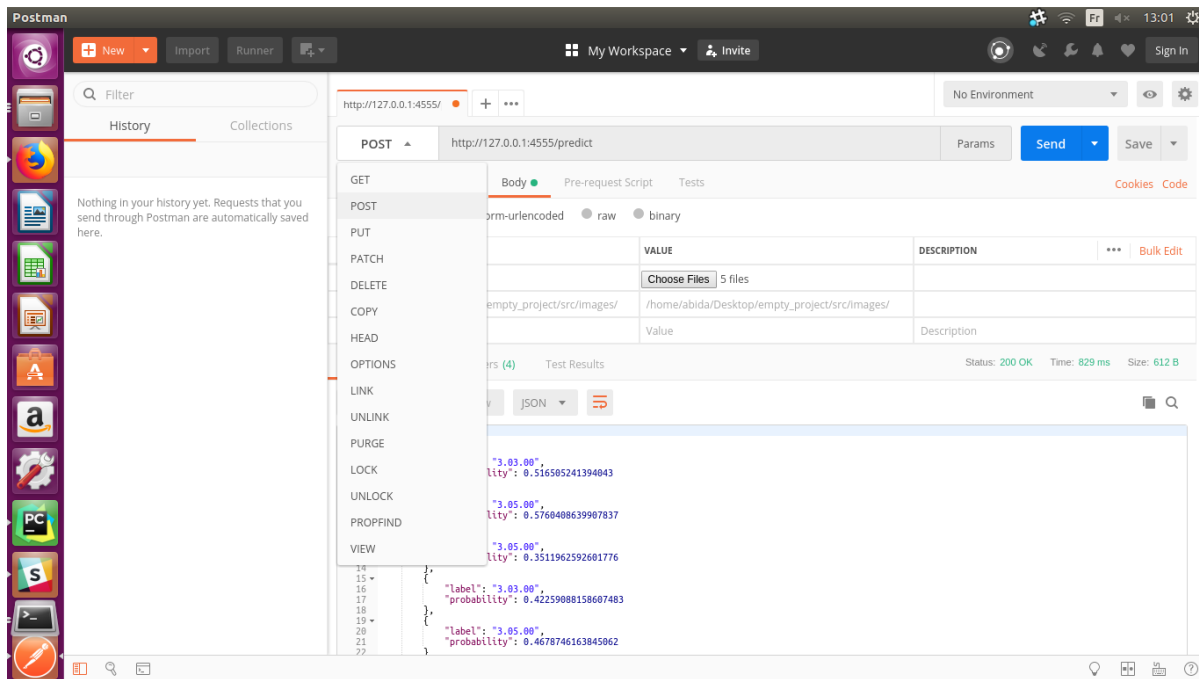 Postman
Fr
13:01
New
Import
Runner
My Workspace
Invite
Sign In
Filter
History
Collections
Nothing in your history yet. Requests that you
send through Postman are automatically saved
here.
http://127.0.0.1:4555/
No Environment
POST
http://127.0.0.1:4555/predict
Params
Send
Save
GET
POST
PUT
PATCH
DELETE
COPY
HEAD
OPTIONS
LINK
UNLINK
PURGE
LOCK
UNLOCK
PROPFIND
VIEW
Body
Pre-request Script
Tests
Cookies
Code
orm-urlencoded
raw
binary
VALUE
DESCRIPTION
Bulk Edit
Choose Files 5 files
empty_project/src/images/
/home/abida/Desktop/empty_project/src/images/
Value
Description
rs (4)
Test Results
Status: 200 OK
Time: 829 ms
Size: 612 B
JSON
"3.03.00",
lity": 0.516505241394043
"3.05.00",
lity": 0.5760408639907837
"3.05.00",
lity": 0.3511962592601776
14 },
15 {
16 "label": "3.03.00",
17 "probability": 0.42259088158607483
18 },
19 {
20 "label": "3.05.00",
21 "probability": 0.4678746163845062
22 }
PC
S
a